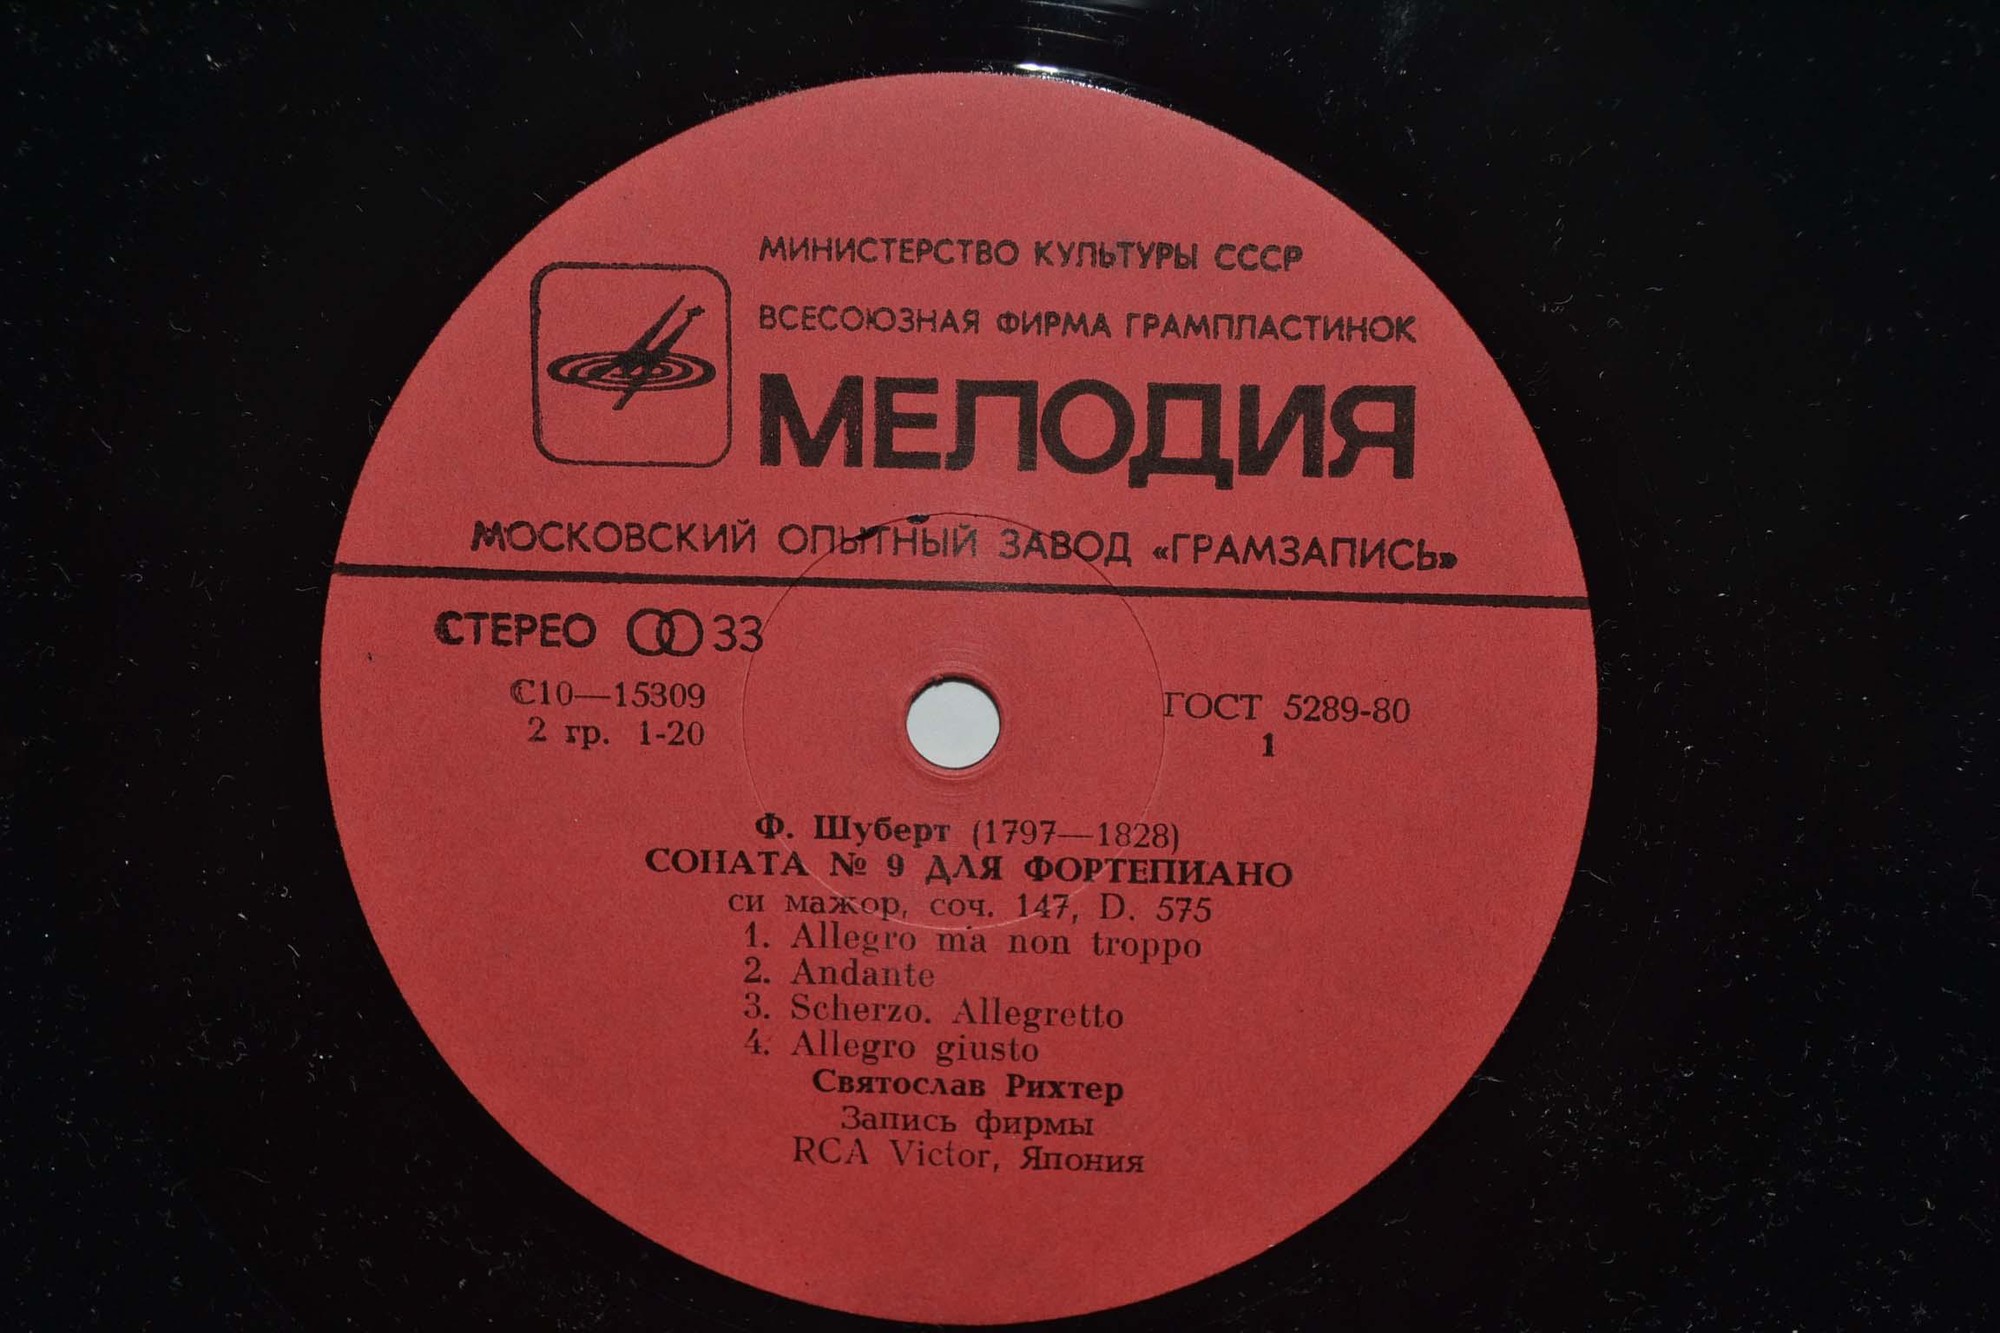 МИНИСТЕРСТВО КУЛЬТУРЫ СССР
ВСЕСОЮЗНАЯ ФИРМА ГРАМПЛАСТИНОК
МЕЛОДИЯ
МОСКОВСКИЙ ОПЫТНЫЙ ЗАВОД «ГРАМЗАПИСЬ»
СТЕРЕО 33
С10—15309
2 гр. 1-20
ГОСТ 5289-80
1
Ф. Шуберт (1797—1828)
СОНАТА № 9 ДЛЯ ФОРТЕПИАНО
си мажор, соч. 147, D. 575
1. Allegro ma non troppo
2. Andante
3. Scherzo. Allegretto
4. Allegro giusto
Святослав Рихтер
Запись фирмы
RCA Victor, Япония